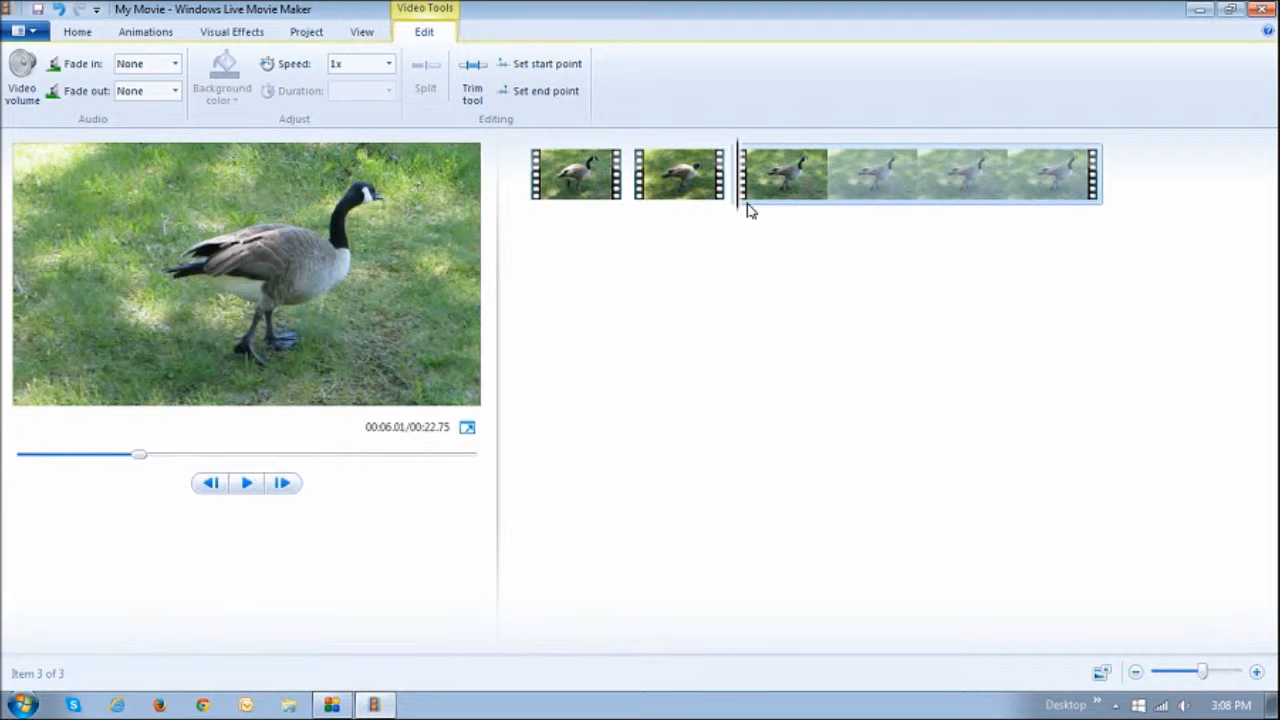 My Movie - Windows Live Movie Maker
Video Tools
Home
Animations
Visual Effects
Project
View
Edit
Video volume
Fade in:
None
Fade out:
None
Audio
Background color
Speed:
1x
Duration:
Adjust
Split
Trim tool
Set start point
Set end point
Editing
00:06.01/00:22.75
Item 3 of 3
Desktop
3:08 PM